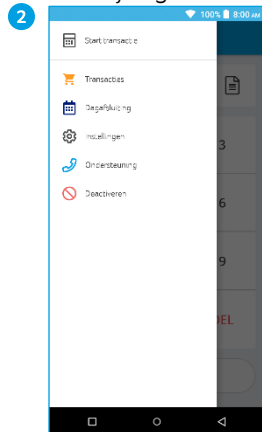 2
100% 8:00 AM
Start transactie
Transacties
Dagafsluiting
Instellingen
Ondersteuning
Deactiveren
3
6
9
DEL